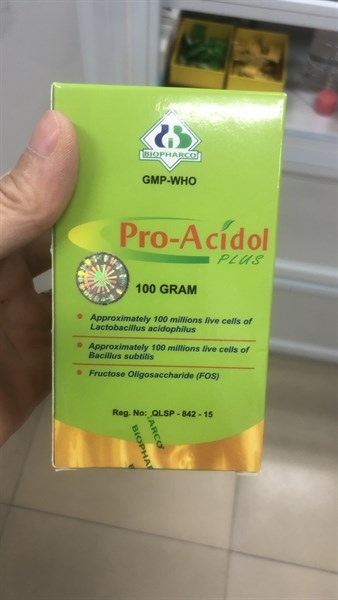 BIOPHARCO
GMP-WHO
Pro-Acidol
PLUS
100 GRAM
Approximately 100 millions live cells of
Lactobacillus acidophilus
Approximately 100 millions live cells of
Bacillus subtilis
Fructose Oligosaccharide (FOS)
Reg. No: QLSP - 842 - 15